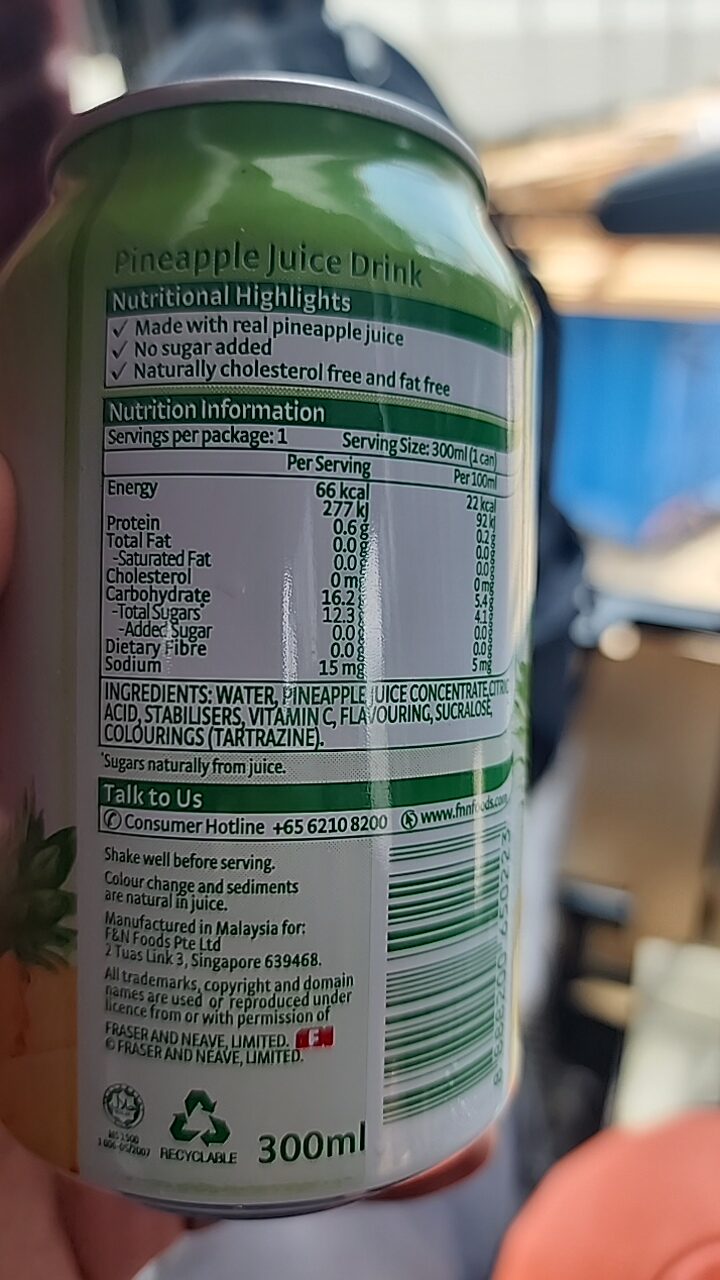 Pineapple Juice Drink
Nutritional Highlights
✓ Made with real pineapple juice
✓ No sugar added
✓ Naturally cholesterol free and fat free
Nutrition Information
Servings per package: 1 Serving Size: 300ml (1 can)
Per Serving Per 100ml
Energy 66 kcal 22 kcal
277 kJ 92 kJ
Protein 0.6 g 0.2 g
Total Fat 0.0 g 0.0 g
-Saturated Fat 0.0 g 0.0 g
Cholesterol 0 mg 0 mg
Carbohydrate 16.2 g 5.4 g
-Total Sugars* 12.3 g 4.1 g
-Added Sugar 0.0 g 0.0 g
Dietary Fibre 0.0 g 0.0 g
Sodium 15 mg 5 mg
INGREDIENTS: WATER, PINEAPPLE JUICE CONCENTRATE, CITRIC
ACID, STABILISERS, VITAMIN C, FLAVOURING, SUCRALOSE,
COLOURINGS (TARTRAZINE).
*Sugars naturally from juice.
Talk to Us
Consumer Hotline +65 6210 8200 www.fnnfoods.com
Shake well before serving.
Colour change and sediments
are natural in juice.
Manufactured in Malaysia for:
F&N Foods Pte Ltd
2 Tuas Link 3, Singapore 639468.
All trademarks, copyright and domain
names are used or reproduced under
licence from or with permission of
FRASER AND NEAVE, LIMITED.
© FRASER AND NEAVE, LIMITED.
8 888200 650223
MS 1500
RECYCLABLE
300ml